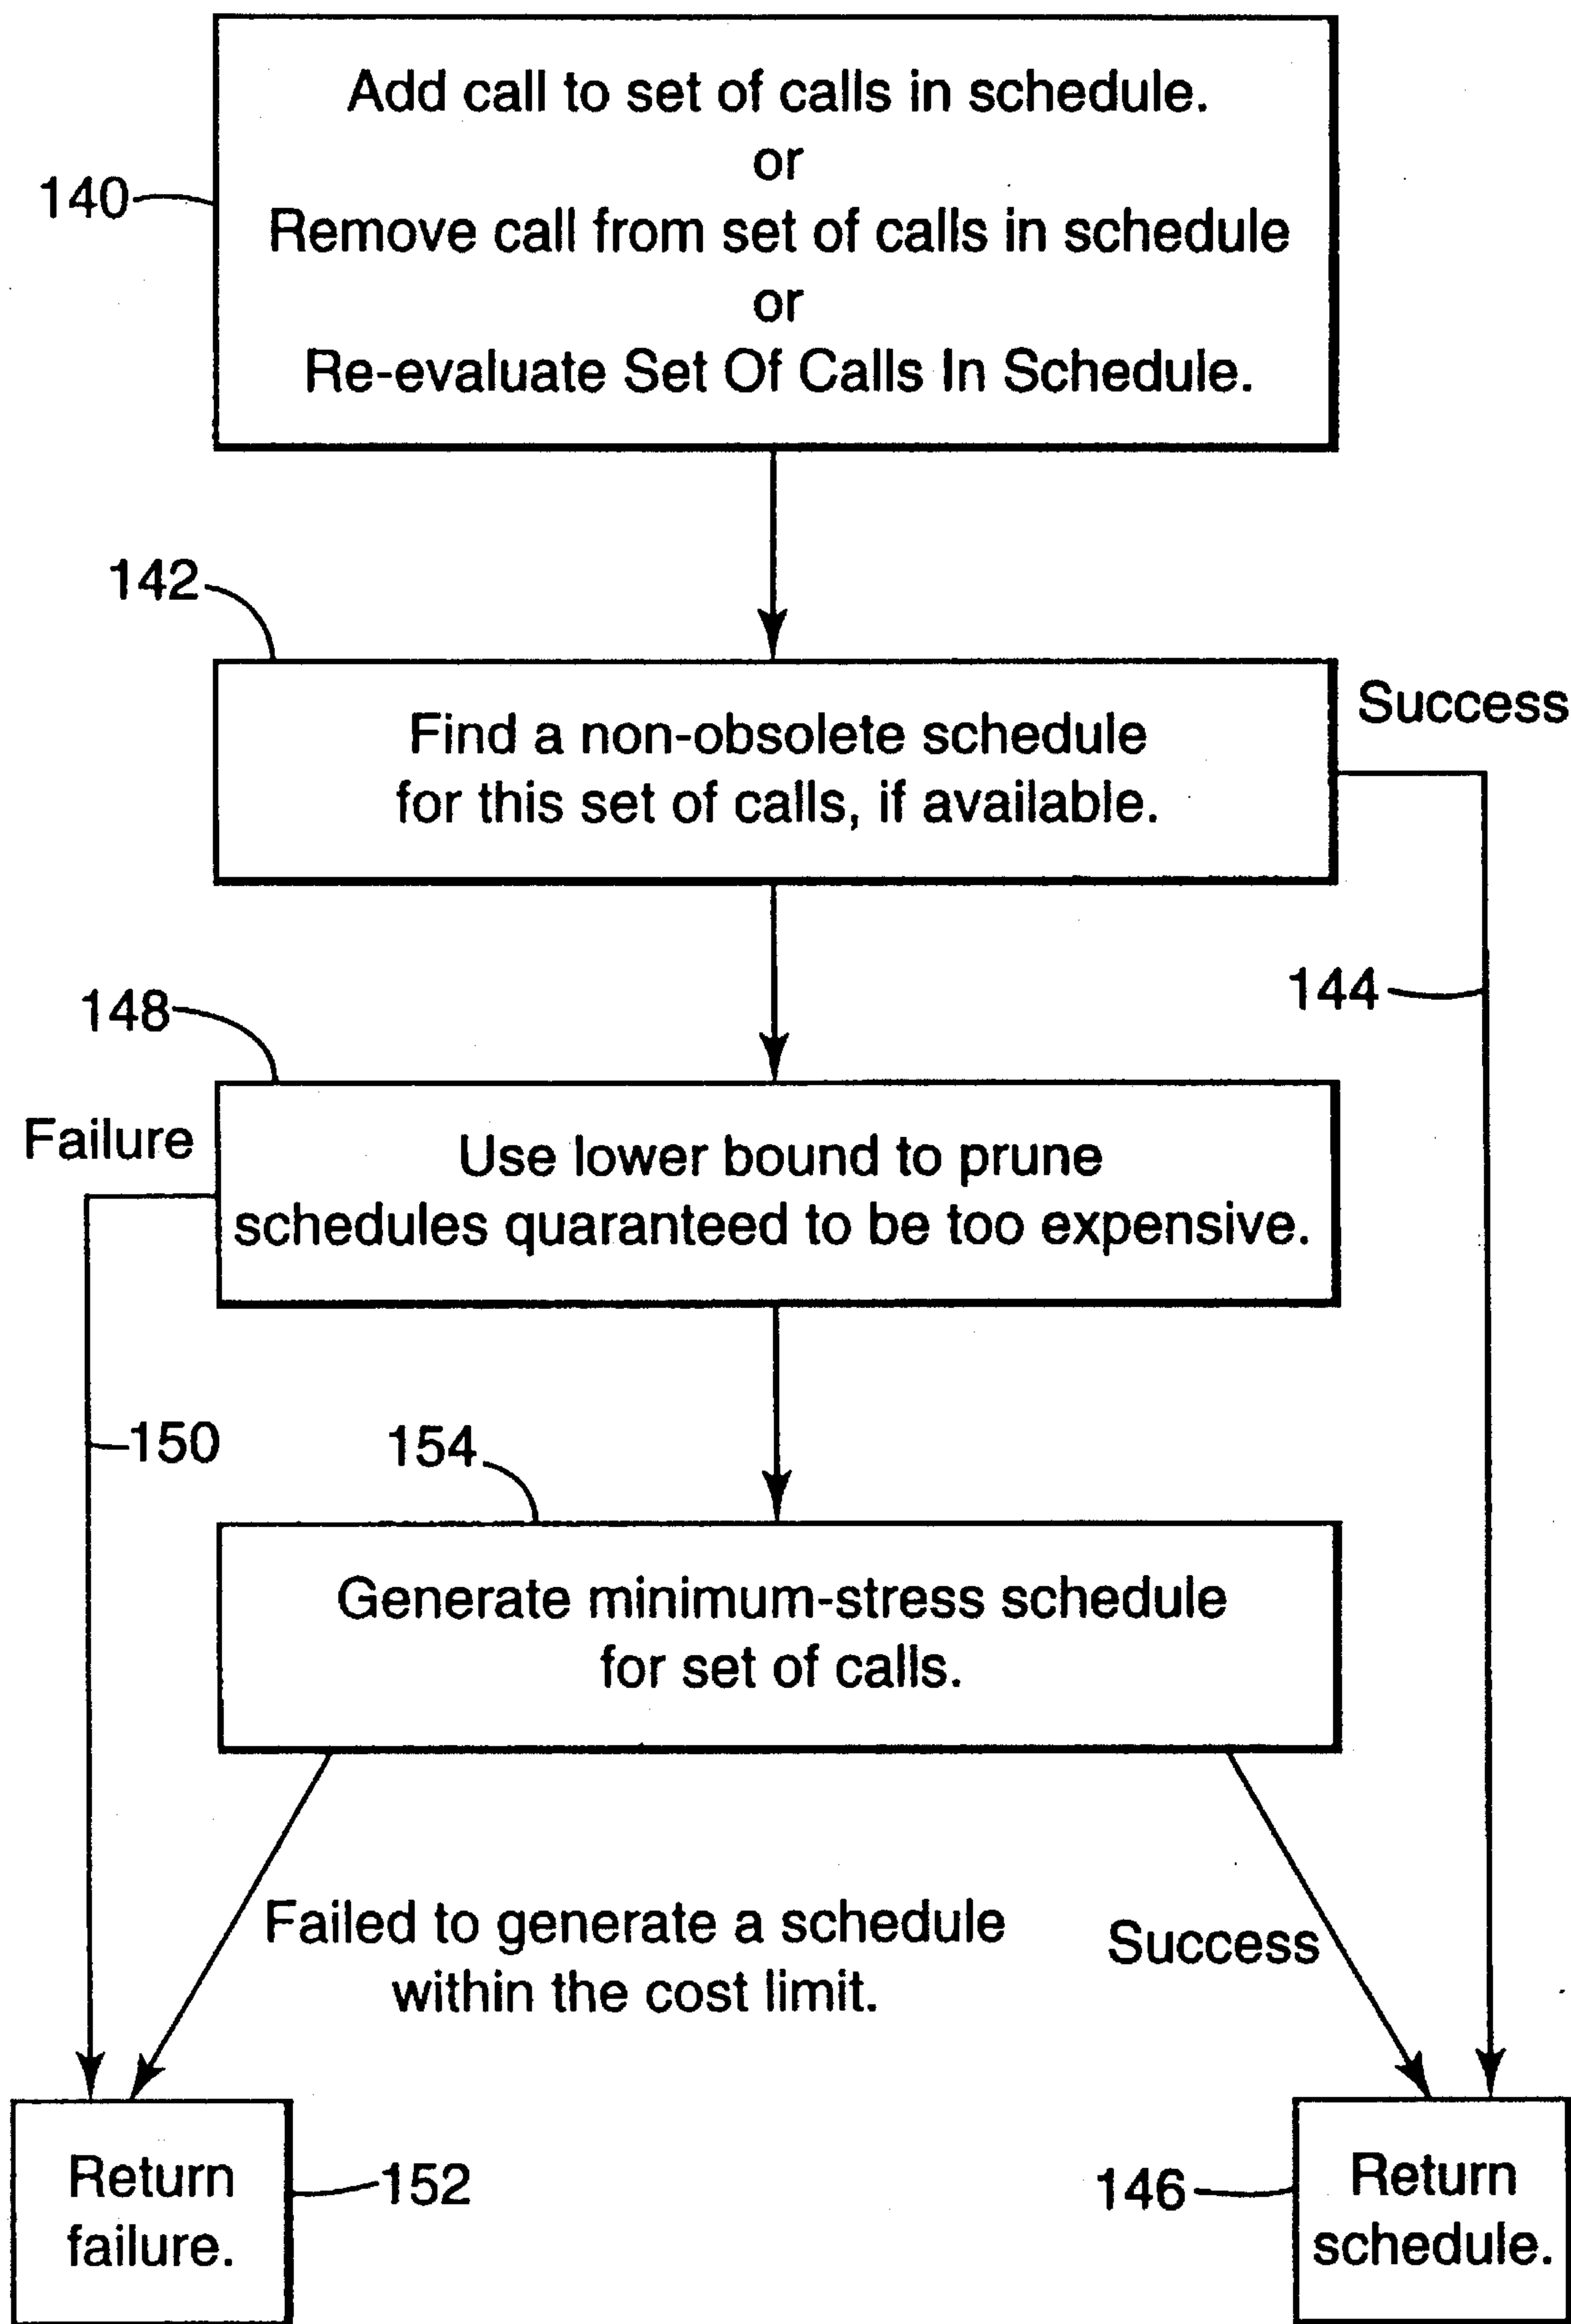 Add call to set of calls in schedule.
or
140
Remove call from set of calls in schedule
or
Re-evaluate Set Of Calls In Schedule.
142
Success
Find a non-obsolete schedule
for this set of calls, if available.
144
148
Failure
Use lower bound to prune
schedules quaranteed to be too expensive.
150
154
Generate minimum-stress schedule
for set of calls.
Failed to generate a schedule
within the cost limit.
Success
Return
failure.
152
146
Return
schedule.